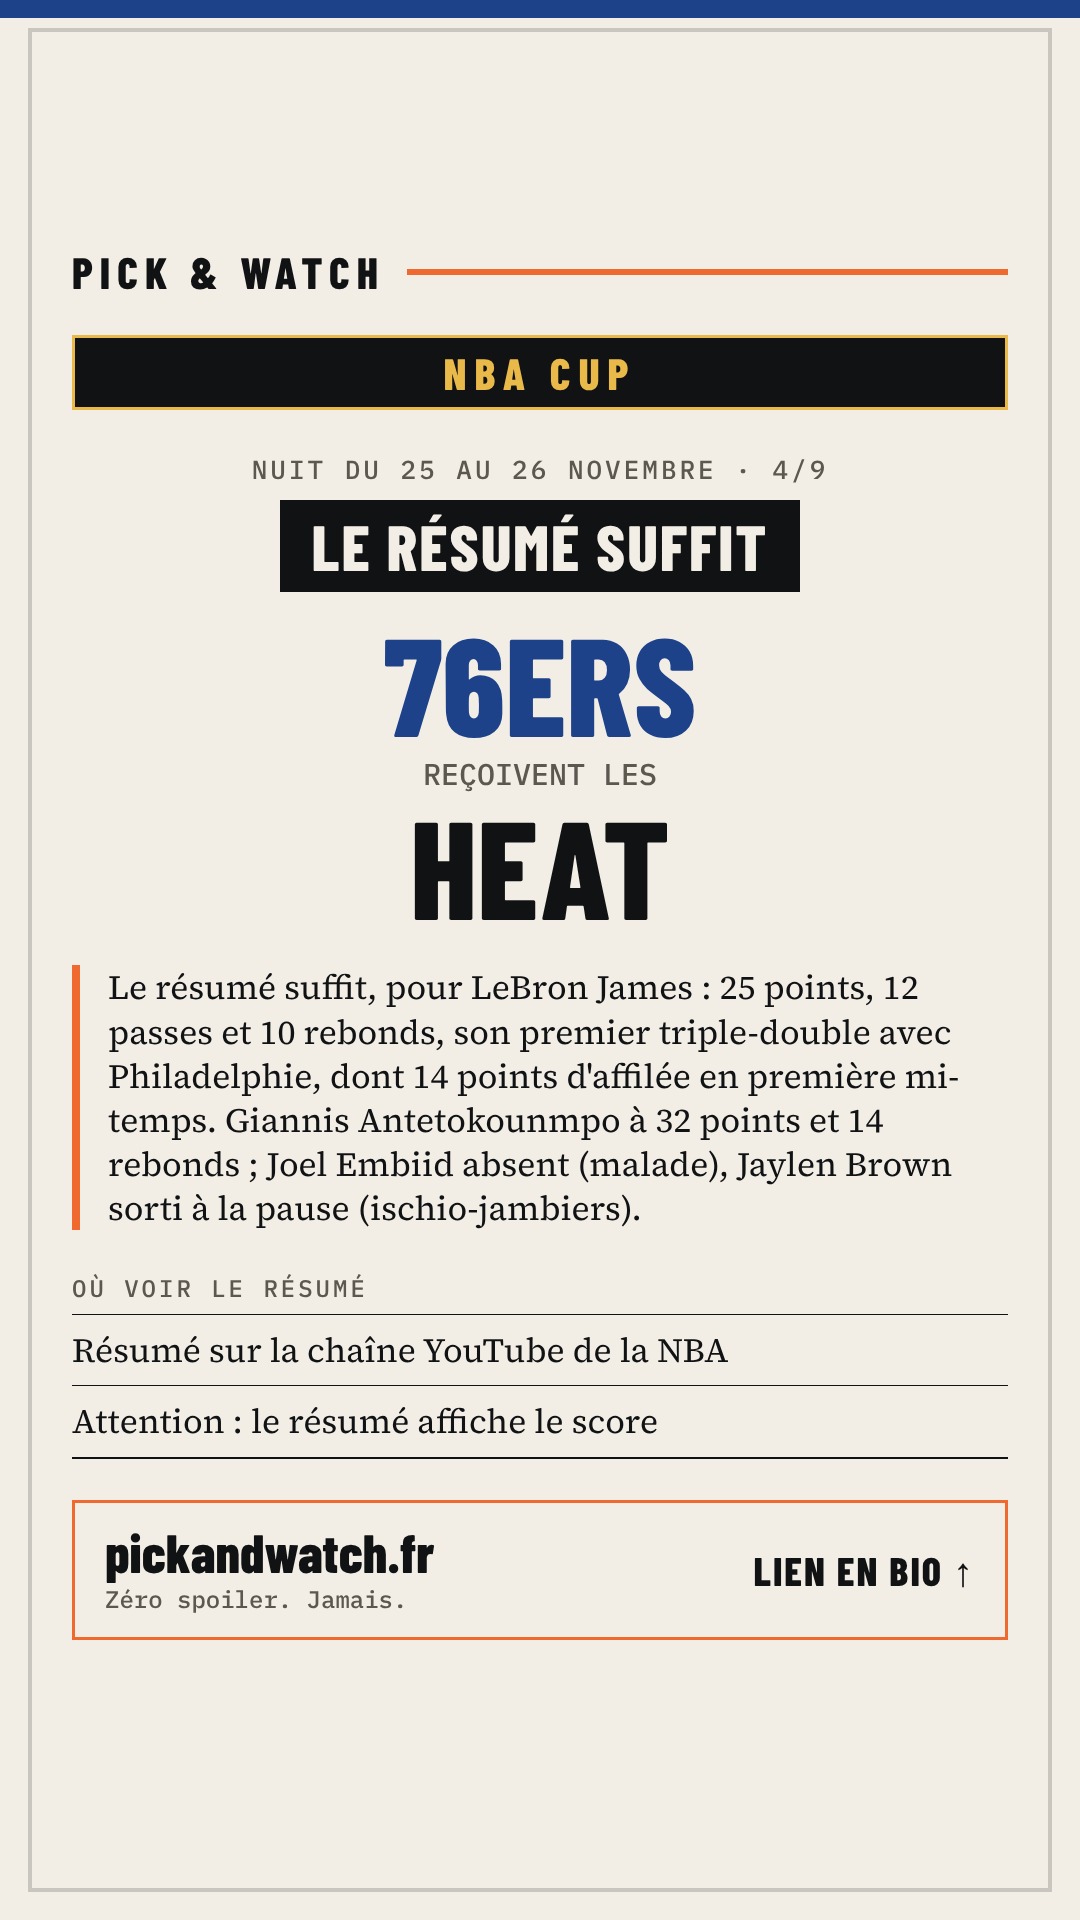 PICK & WATCH
NBA CUP
NUIT DU 25 AU 26 NOVEMBRE · 4/9
LE RÉSUMÉ SUFFIT
76ERS
REÇOIVENT LES
HEAT
Le résumé suffit, pour LeBron James : 25 points, 12
passes et 10 rebonds, son premier triple-double avec
Philadelphie, dont 14 points d'affilée en première mi-
temps. Giannis Antetokounmpo à 32 points et 14
rebonds ; Joel Embiid absent (malade), Jaylen Brown
sorti à la pause (ischio-jambiers).
OÙ VOIR LE RÉSUMÉ
Résumé sur la chaîne YouTube de la NBA
Attention : le résumé affiche le score
pickandwatch.fr
Zéro spoiler. Jamais.
LIEN EN BIO ↑